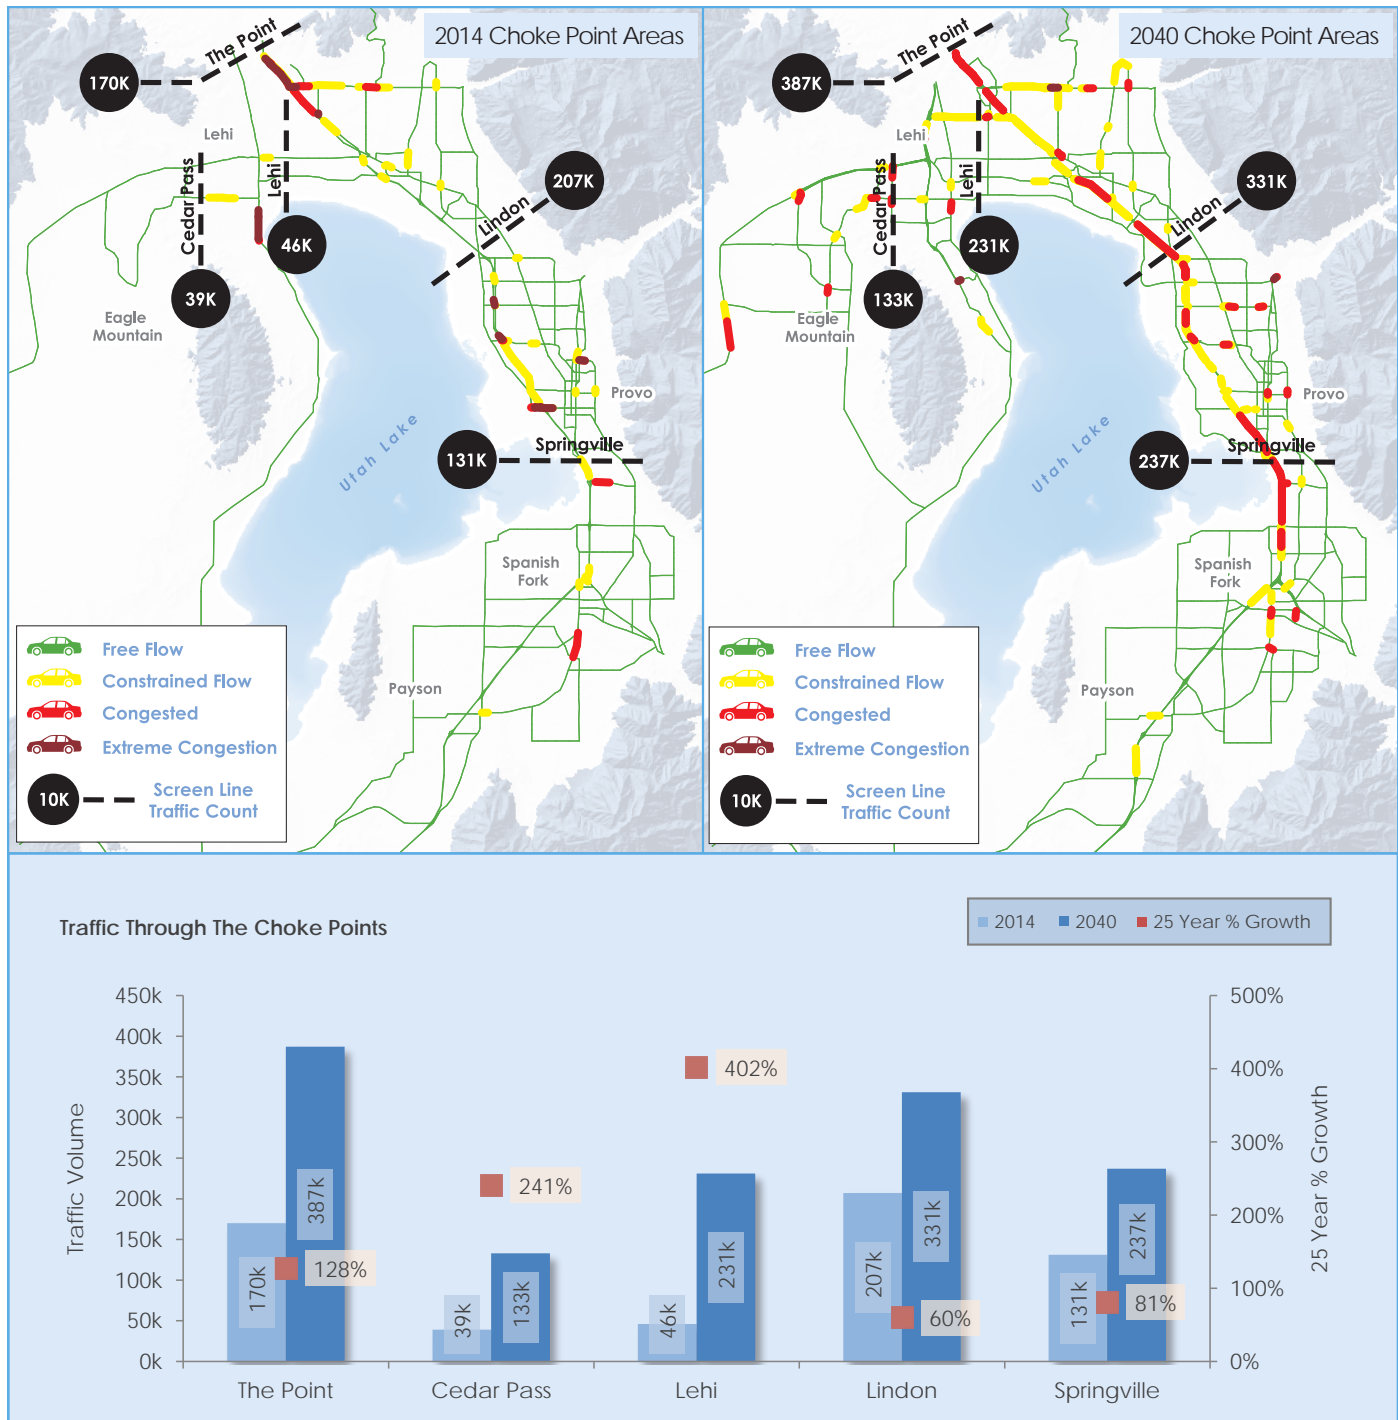 2014 Choke Point Areas
The Point
170K
Lehi
Cedar Pass
Lehi
207K
Lindon
46K
39K
Eagle
Mountain
Provo
Utah Lake
Springville
131K
Spanish
Fork
Payson
Free Flow
Constrained Flow
Congested
Extreme Congestion
10K
Screen Line
Traffic Count
2040 Choke Point Areas
The Point
387K
Lehi
Cedar Pass
Lehi
331K
Lindon
231K
133K
Eagle
Mountain
Provo
Utah Lake
Springville
237K
Spanish
Fork
Payson
Free Flow
Constrained Flow
Congested
Extreme Congestion
10K
Screen Line
Traffic Count
Traffic Through The Choke Points
2014 2040 25 Year % Growth
Traffic Volume
450k
400k
350k
300k
250k
200k
150k
100k
50k
0k
170k
387k
128%
39k
133k
241%
46k
231k
402%
207k
331k
60%
131k
237k
81%
500%
400%
300%
200%
100%
0%
25 Year % Growth
The Point Cedar Pass Lehi Lindon Springville